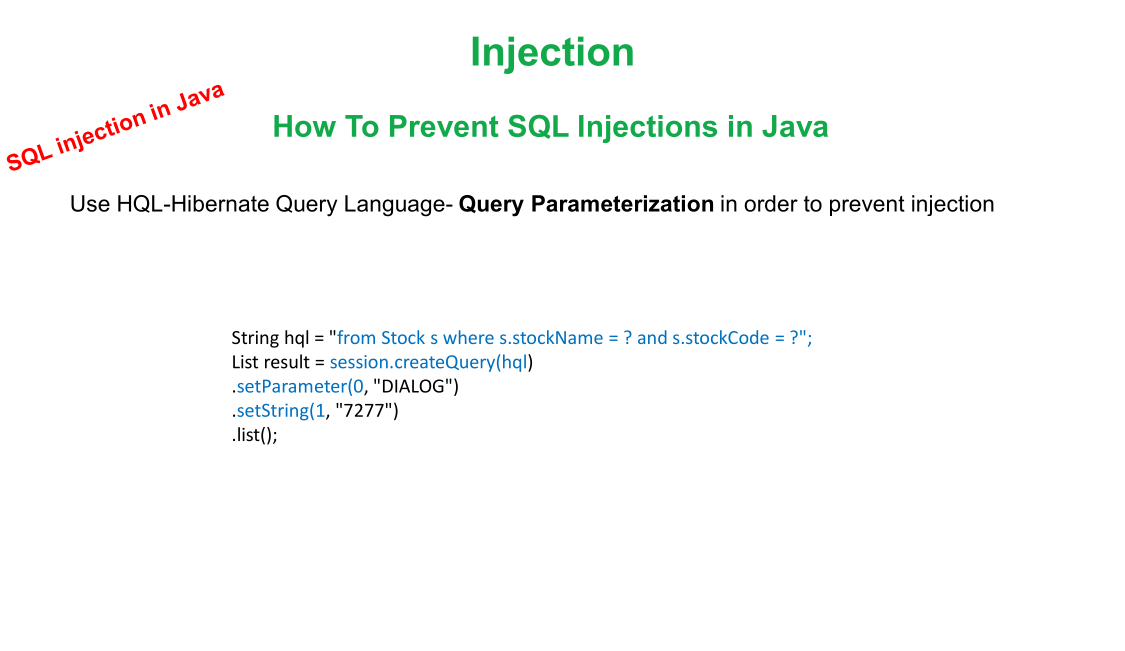 Injection
SQL injection in Java
How To Prevent SQL Injections in Java
Use HQL-Hibernate Query Language- Query Parameterization in order to prevent injection
String hql = "from Stock s where s.stockName = ? and s.stockCode = ?";
List result = session.createQuery(hql)
.setParameter(0, "DIALOG")
.setString(1, "7277")
.list();